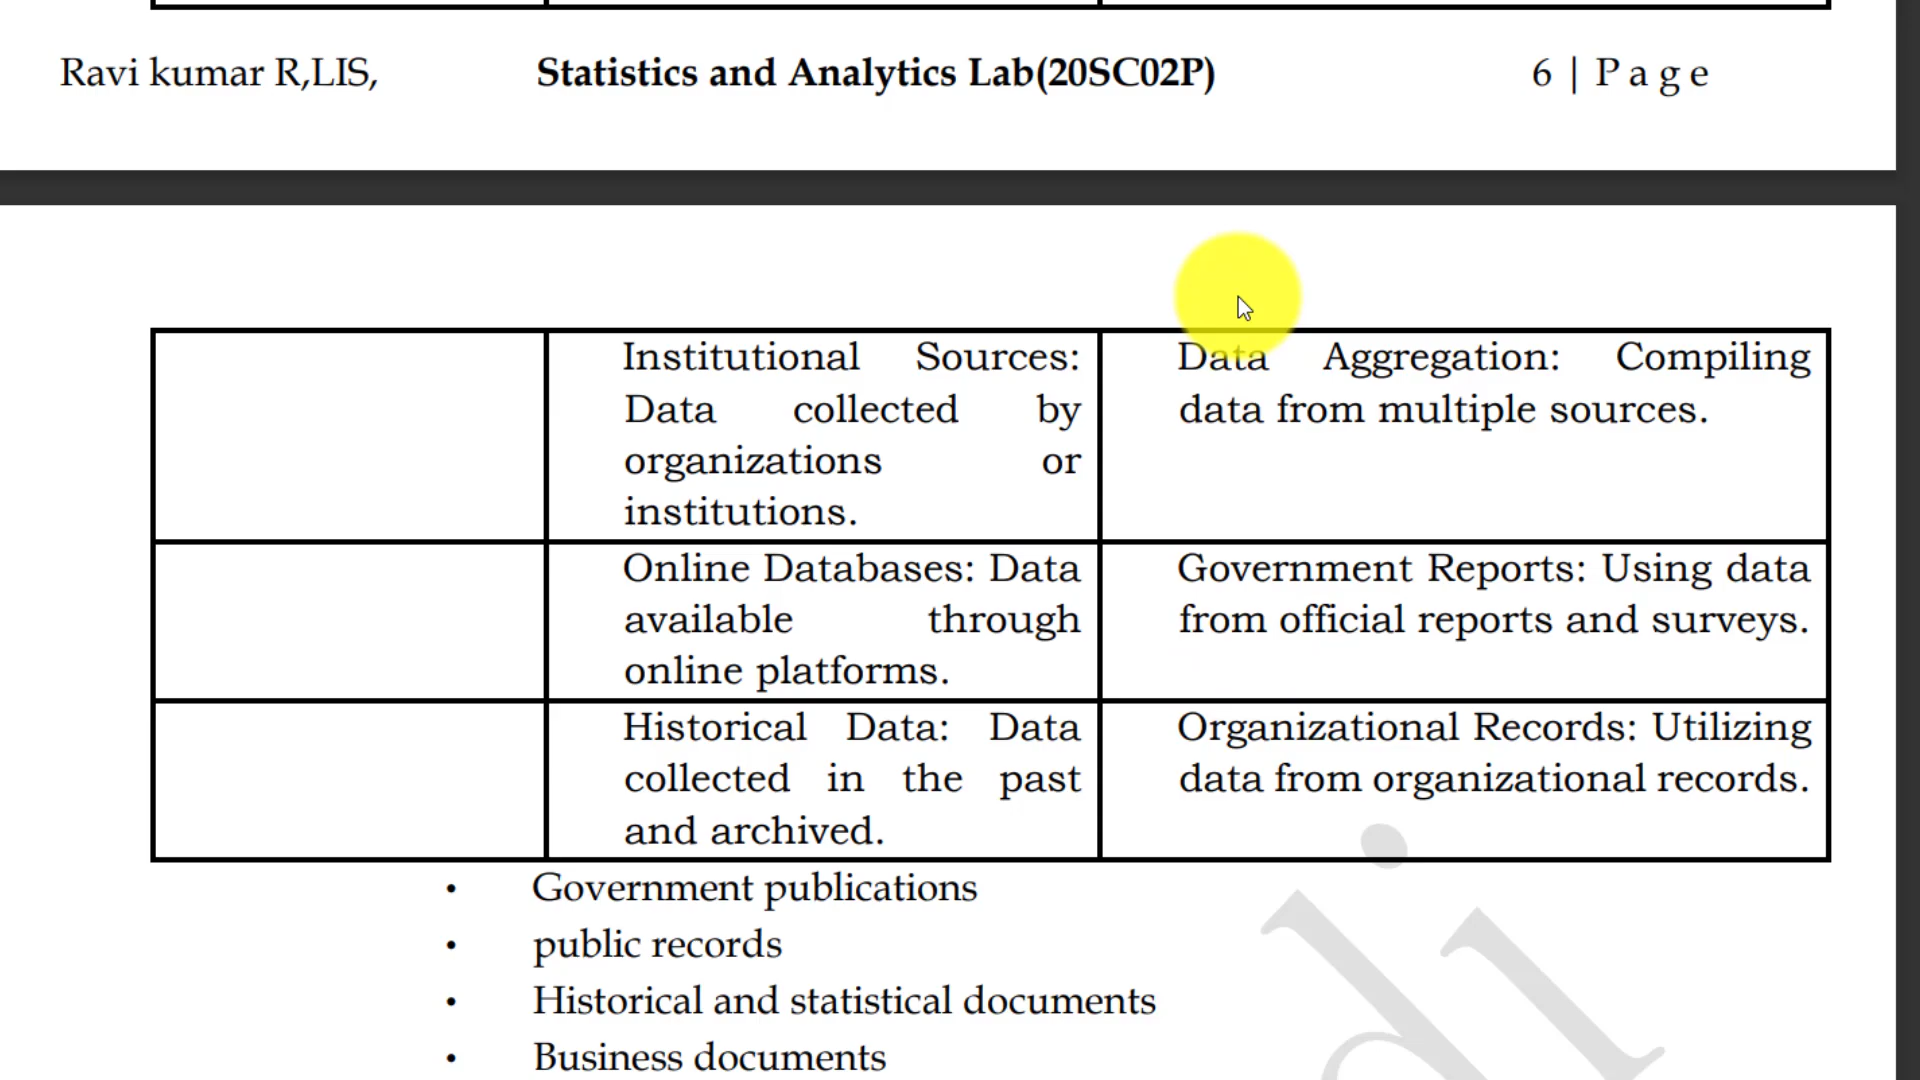 Ravi kumar R,LIS, Statistics and Analytics Lab(20SC02P) 6 | P a g e
Institutional Sources:
Data collected by
organizations or
institutions.
Data Aggregation: Compiling
data from multiple sources.
Online Databases: Data
available through
online platforms.
Government Reports: Using data
from official reports and surveys.
Historical Data: Data
collected in the past
and archived.
Organizational Records: Utilizing
data from organizational records.
• Government publications
• public records
• Historical and statistical documents
• Business documents